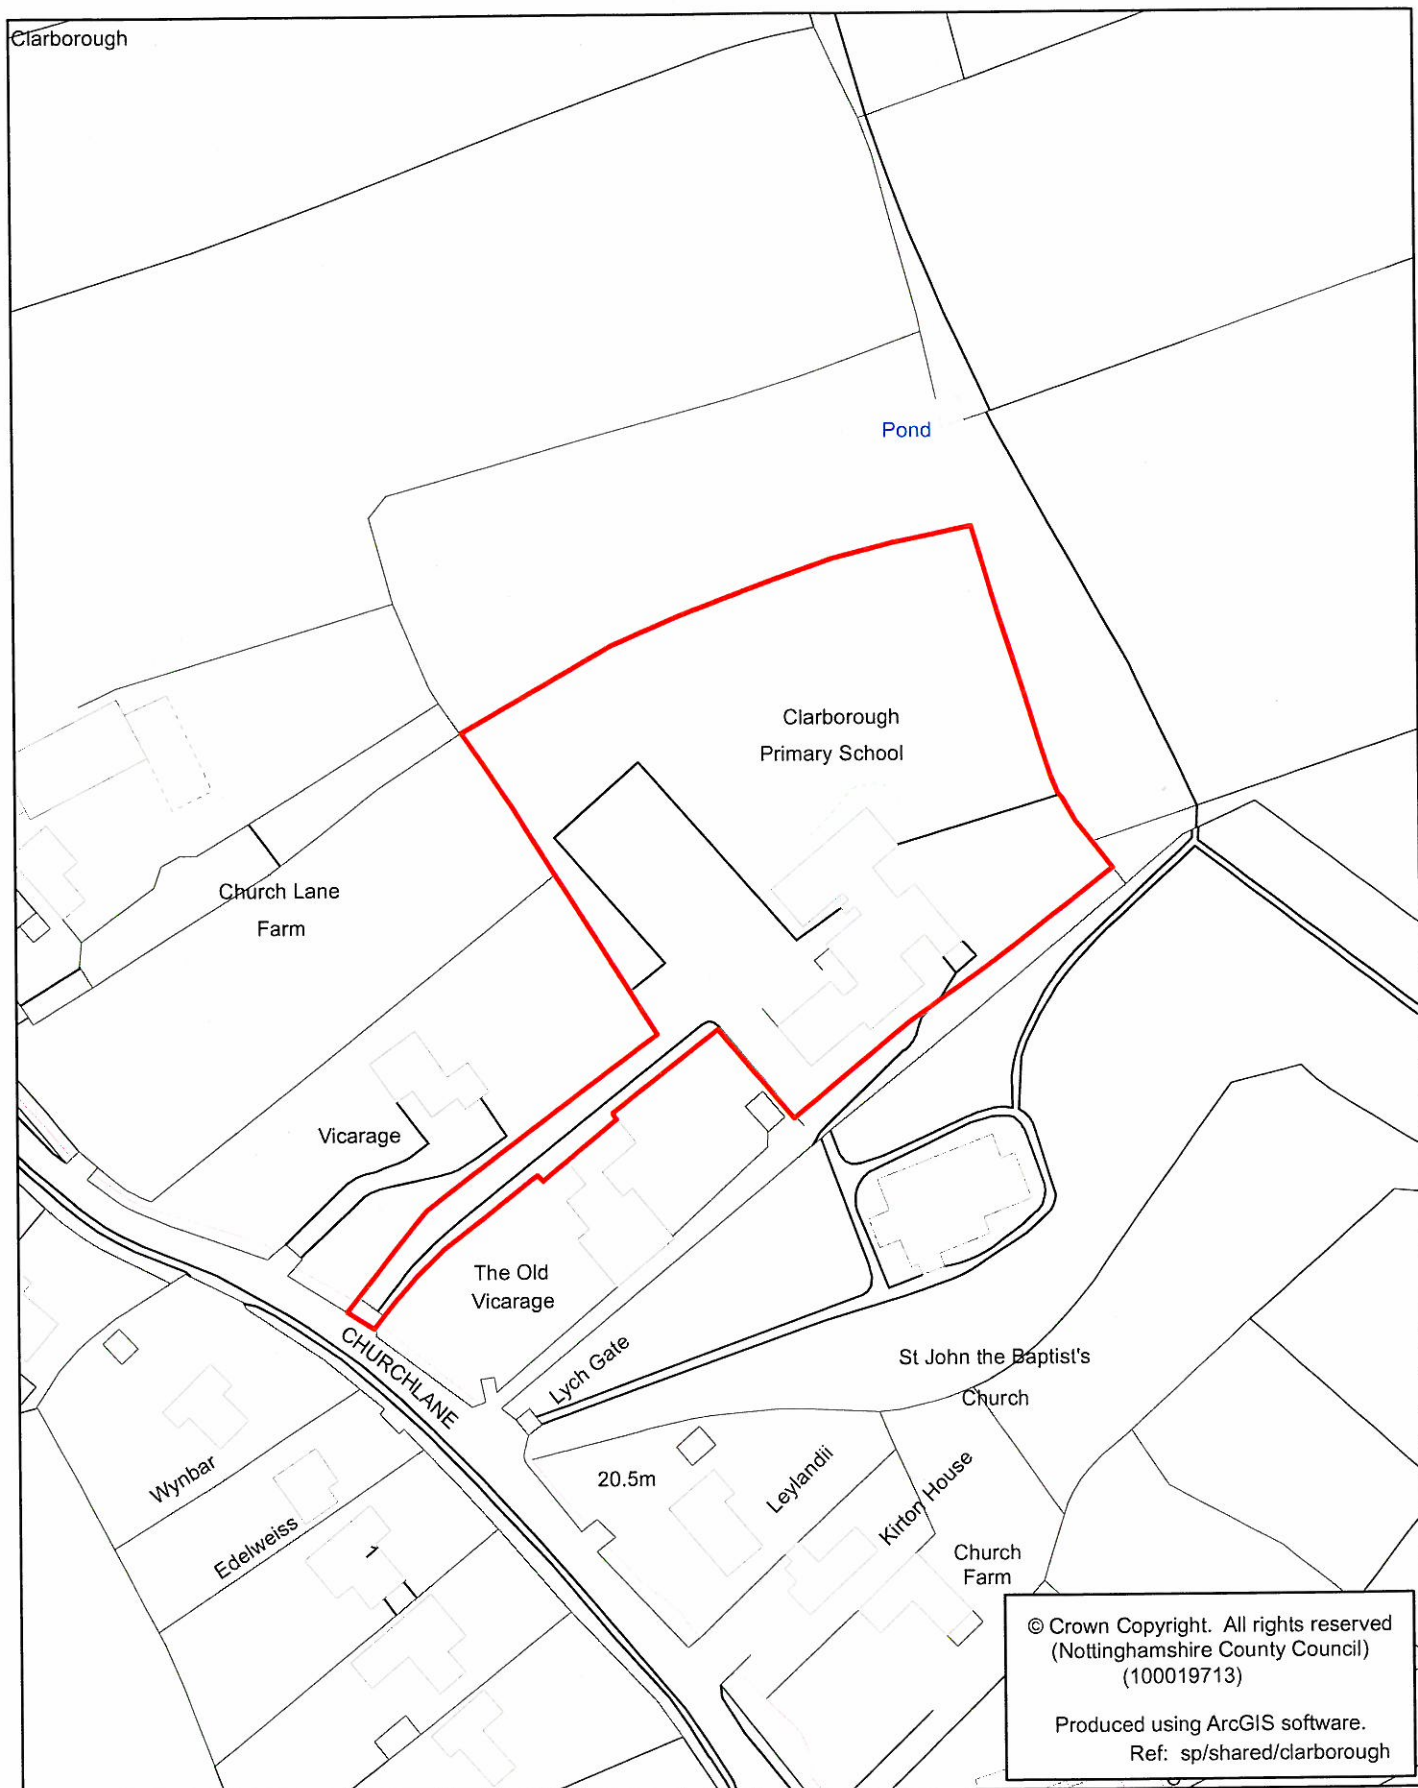 Clarborough
Pond
Clarborough
Primary School
Church Lane
Farm
Vicarage
The Old
Vicarage
CHURCHLANE
Lych Gate
St John the Baptist's
Church
Wynbar
20.5m
Leylandii
Kirton House
Edelweiss
1
Church
Farm
© Crown Copyright. All rights reserved
(Nottinghamshire County Council)
(100019713)
Produced using ArcGIS software.
Ref: sp/shared/clarborough